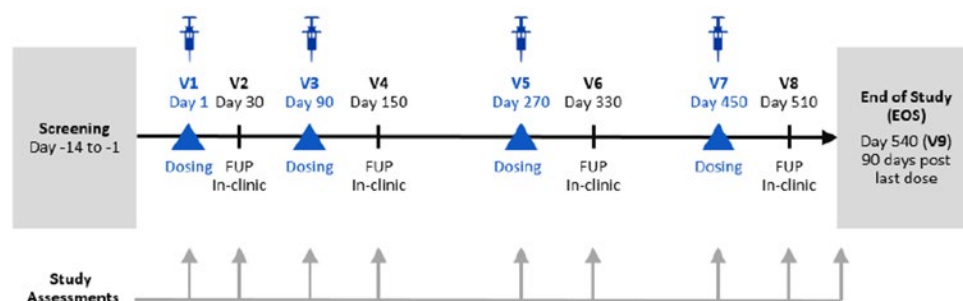 Screening
Day -14 to -1
V1
Day 1
Dosing
V2
Day 30
FUP
In-clinic
V3
Day 90
Dosing
V4
Day 150
FUP
In-clinic
V5
Day 270
Dosing
V6
Day 330
FUP
In-clinic
V7
Day 450
Dosing
V8
Day 510
FUP
In-clinic
End of Study
(EOS)
Day 540 (V9)
90 days post
last dose
Study
Assessments